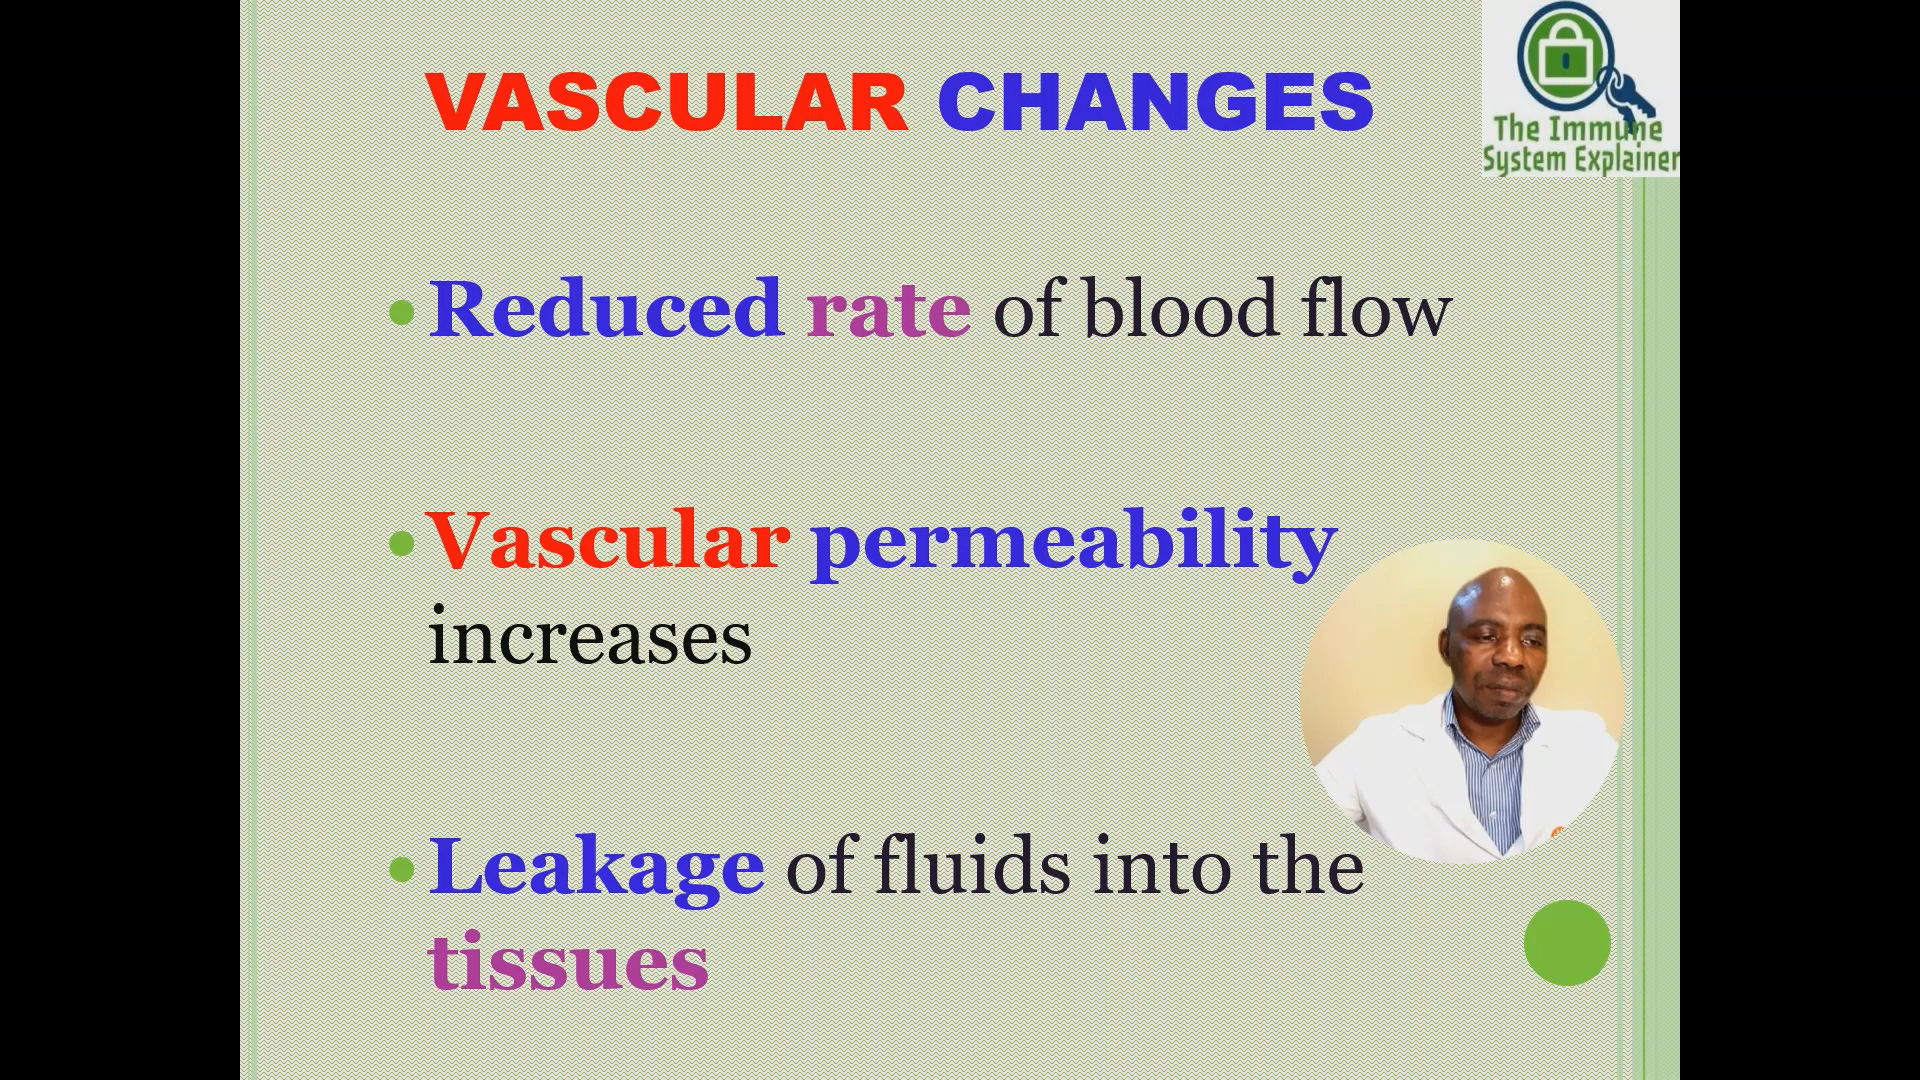 VASCULAR CHANGES
The Immune
System Explainer
Reduced rate of blood flow
Vascular permeability
increases
Leakage of fluids into the
tissues